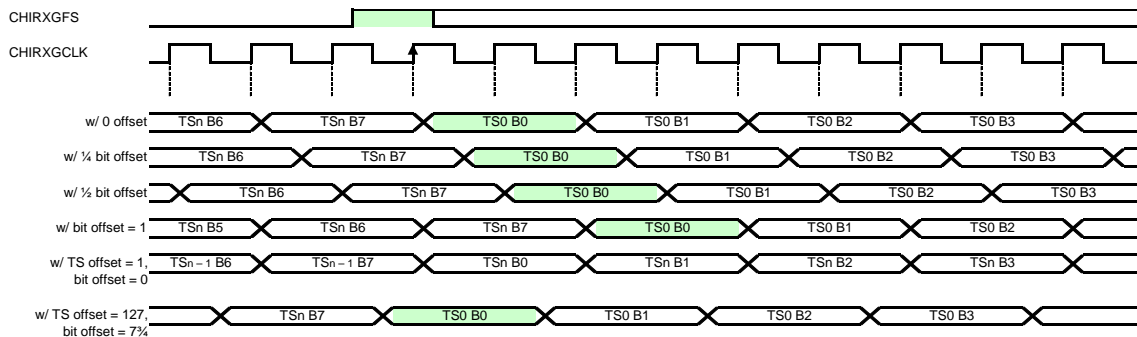 CHIRXGFS
CHIRXGCLK
w/ 0 offset TSn B6 TSn B7 TS0 B0 TS0 B1 TS0 B2 TS0 B3
w/ ¼ bit offset TSn B6 TSn B7 TS0 B0 TS0 B1 TS0 B2 TS0 B3
w/ ½ bit offset TSn B6 TSn B7 TS0 B0 TS0 B1 TS0 B2 TS0 B3
w/ bit offset = 1 TSn B5 TSn B6 TSn B7 TS0 B0 TS0 B1 TS0 B2
w/ TS offset = 1, TSn – 1 B6 TSn – 1 B7 TSn B0 TSn B1 TSn B2 TSn B3
bit offset = 0
w/ TS offset = 127, TSn B7 TS0 B0 TS0 B1 TS0 B2 TS0 B3
bit offset = 7¾